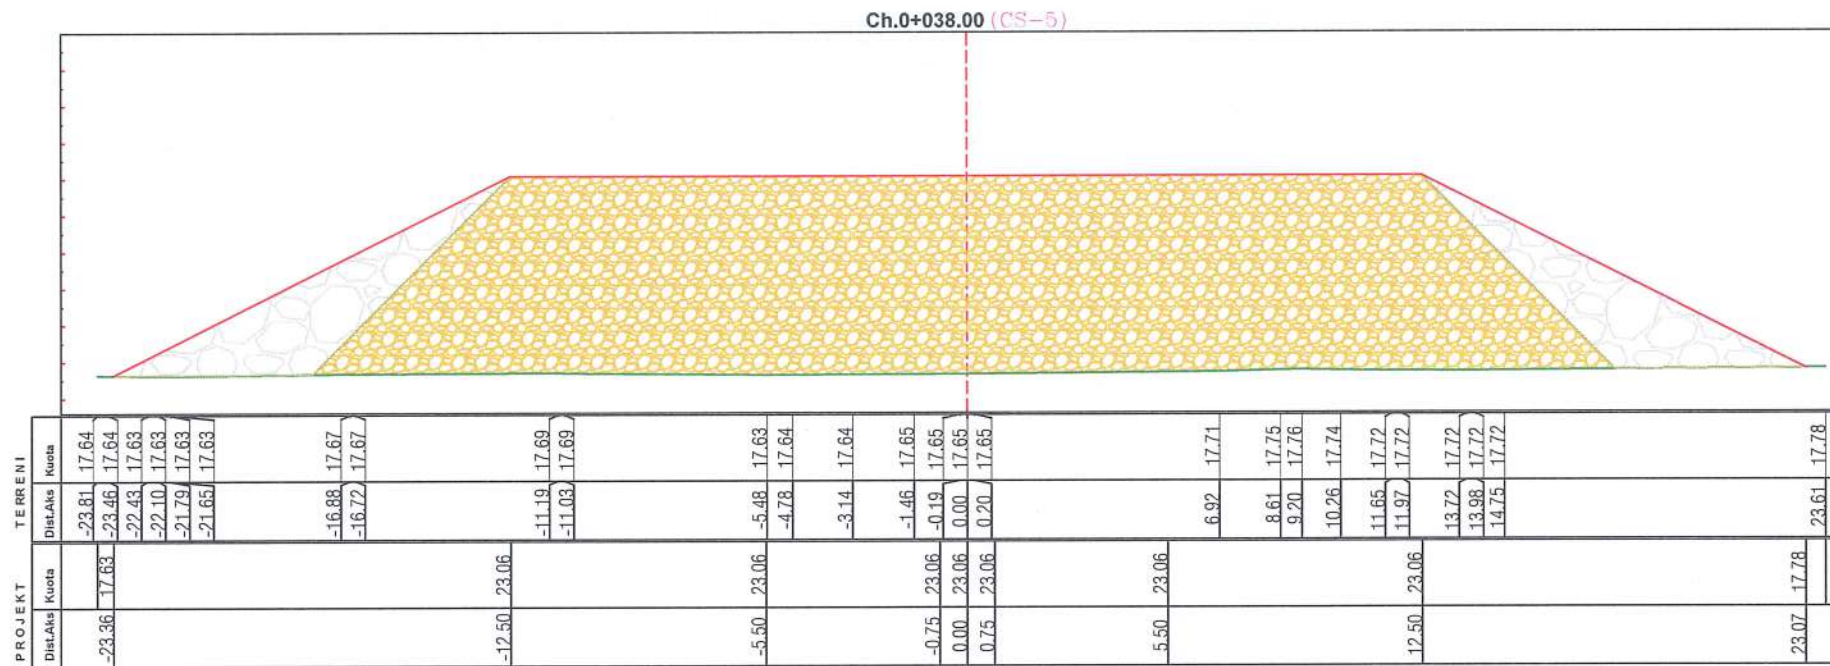 Ch.0+038.00 (CS-5)
TERRENI
Kuota 17.64 17.64 17.63 17.63 17.63 17.63 17.67 17.67 17.69 17.69 17.63 17.64 17.64 17.65 17.65 17.65 17.65 17.71 17.75 17.76 17.74 17.72 17.72 17.72 17.72 17.72 17.78
Dist.Aks -23.81 -23.46 -22.43 -22.10 -21.79 -21.65 -16.88 -16.72 -11.19 -11.03 -5.48 -4.78 -3.14 -1.46 -0.19 0.00 0.20 6.92 8.61 9.20 10.26 11.65 11.97 13.72 13.98 14.75 23.61
PROJEKT
Kuota 17.63 23.06 23.06 23.06 23.06 23.06 23.06 23.06 17.78
Dist.Aks -23.36 -12.50 -5.50 -0.75 0.00 0.75 5.50 12.50 23.07